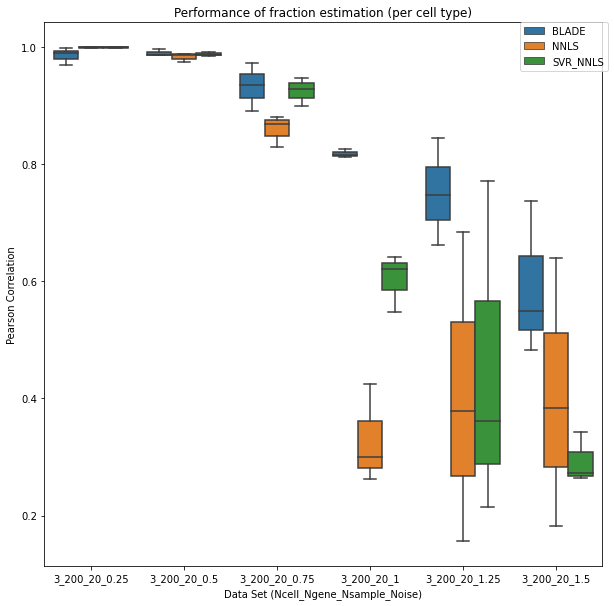 Performance of fraction estimation (per cell type)
BLADE
NNLS
SVR_NNLS
Pearson Correlation
1.0
0.8
0.6
0.4
0.2
3_200_20_0.25 3_200_20_0.5 3_200_20_0.75 3_200_20_1 3_200_20_1.25 3_200_20_1.5
Data Set (Ncell_Ngene_Nsample_Noise)